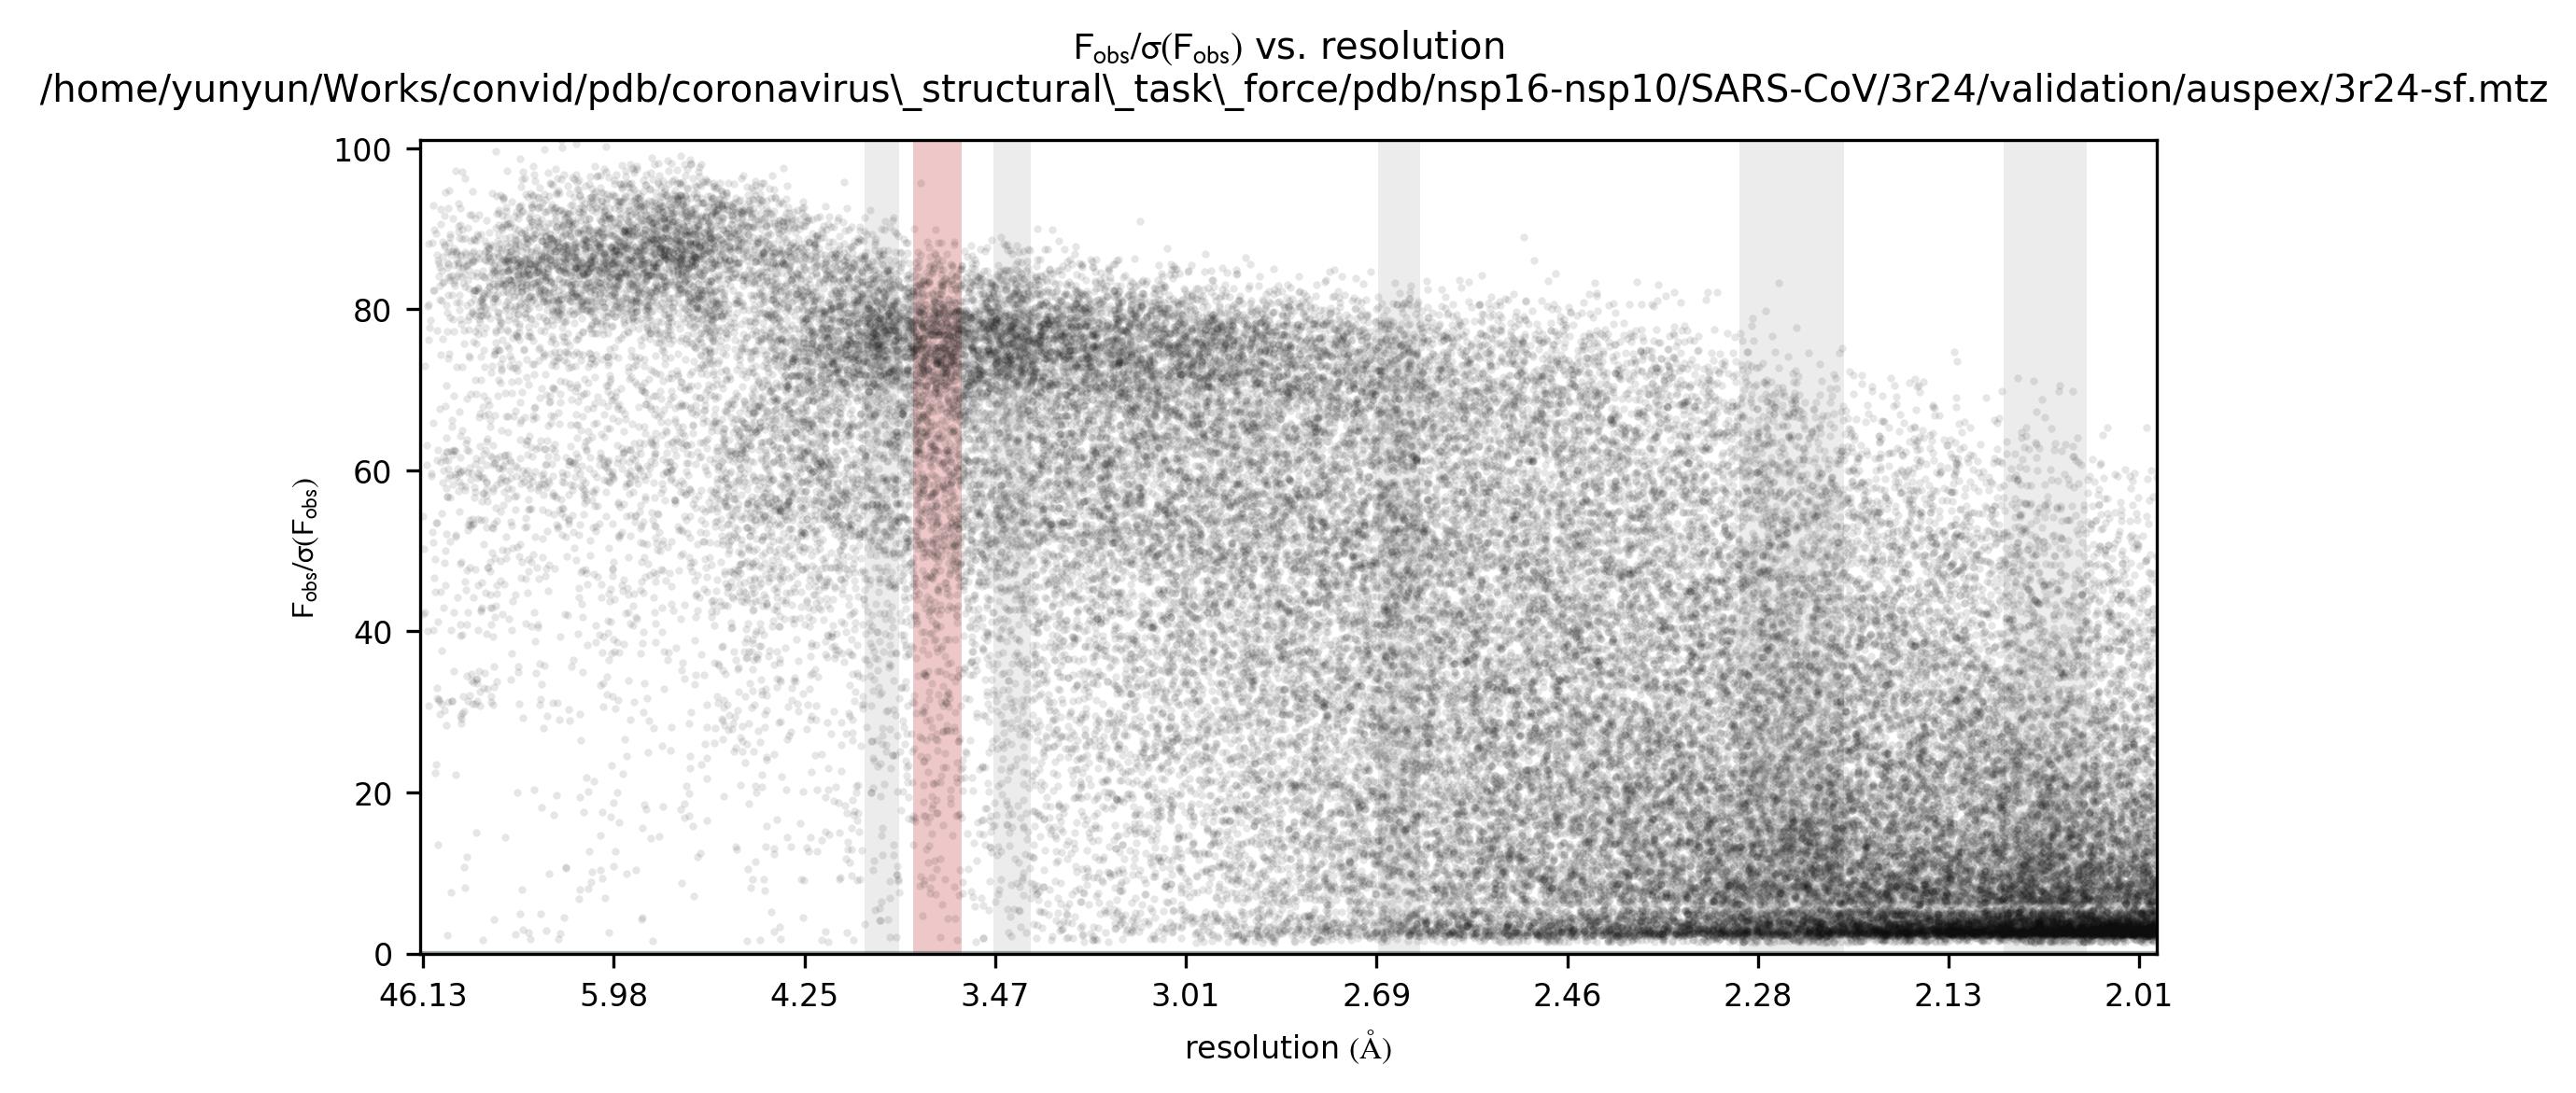 Fobs/σ(Fobs) vs. resolution
/home/yunyun/Works/convid/pdb/coronavirus\_structural\_task\_force/pdb/nsp16-nsp10/SARS-CoV/3r24/validation/auspex/3r24-sf.mtz
100
80
60
40
20
0
Fobs/σ(Fobs)
46.13 5.98 4.25 3.47 3.01 2.69 2.46 2.28 2.13 2.01
resolution (Å)